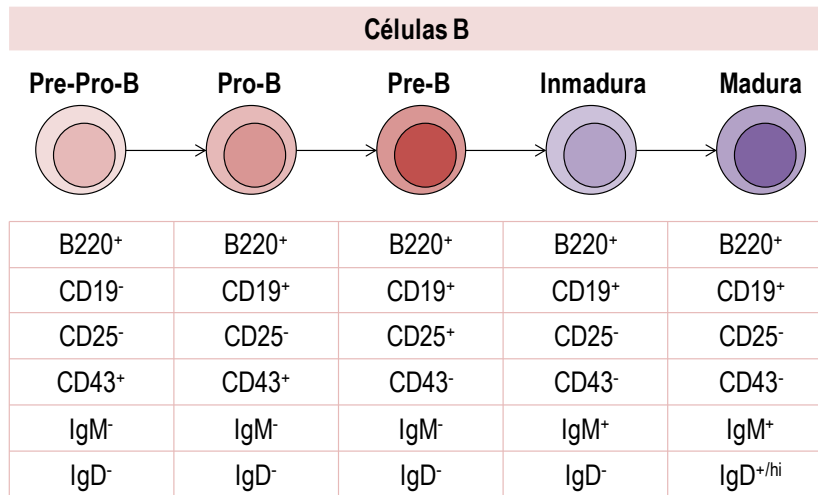 Células B
Pre-Pro-B Pro-B Pre-B Inmadura Madura
B220⁺ B220⁺ B220⁺ B220⁺ B220⁺
CD19⁻ CD19⁺ CD19⁺ CD19⁺ CD19⁺
CD25⁻ CD25⁻ CD25⁺ CD25⁻ CD25⁻
CD43⁺ CD43⁺ CD43⁻ CD43⁻ CD43⁻
IgM⁻ IgM⁻ IgM⁻ IgM⁺ IgM⁺
IgD⁻ IgD⁻ IgD⁻ IgD⁻ IgD⁺/ʰⁱ